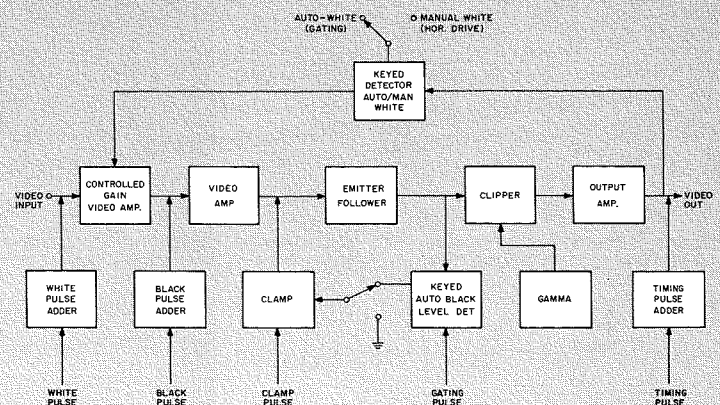 AUTO-WHITE
(GATING)
MANUAL WHITE
(HOR. DRIVE)
KEYED
DETECTOR
AUTO/MAN
WHITE
VIDEO
INPUT
CONTROLLED
GAIN
VIDEO AMP.
VIDEO
AMP
EMITTER
FOLLOWER
CLIPPER
OUTPUT
AMP.
VIDEO
OUT
WHITE
PULSE
ADDER
BLACK
PULSE
ADDER
CLAMP
KEYED
AUTO BLACK
LEVEL DET
GAMMA
TIMING
PULSE
ADDER
WHITE
PULSE
BLACK
PULSE
CLAMP
PULSE
GATING
PULSE
TIMING
PULSE